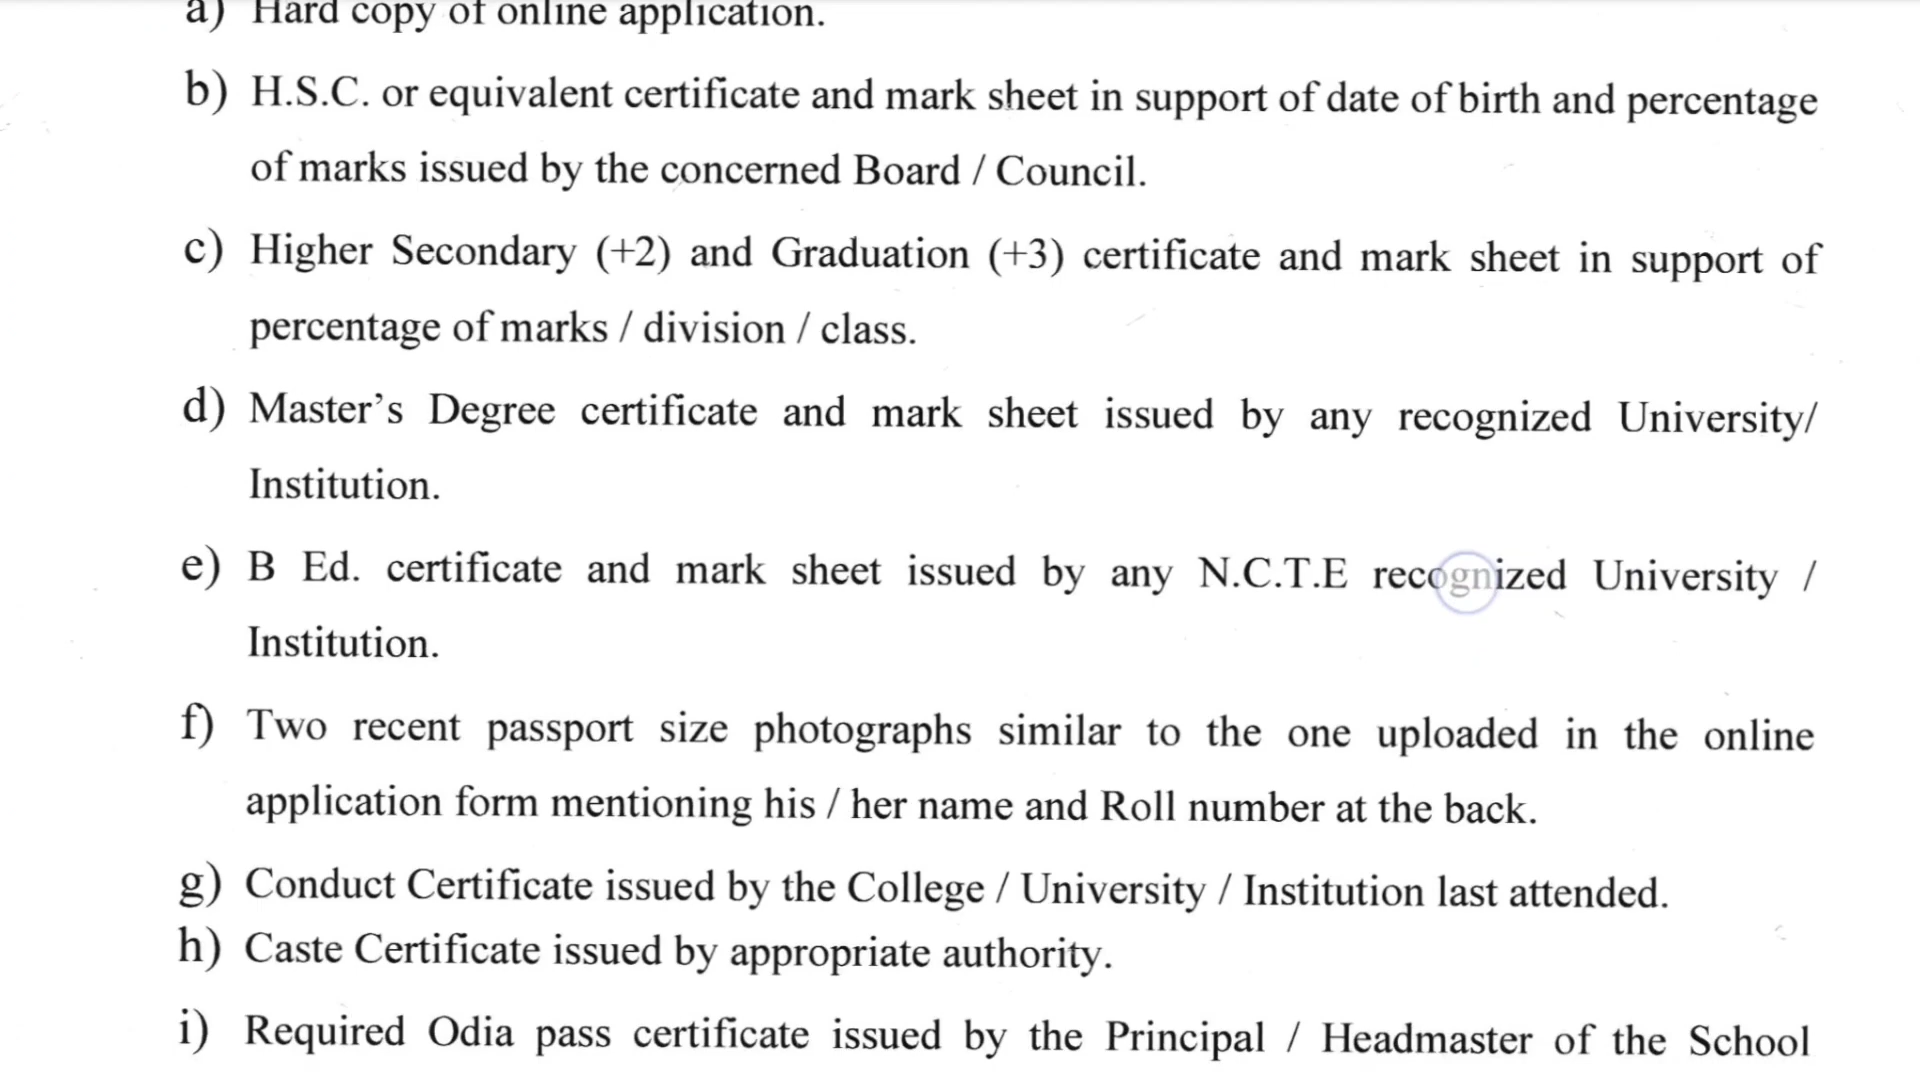 a) Hard copy of online application.
b) H.S.C. or equivalent certificate and mark sheet in support of date of birth and percentage
of marks issued by the concerned Board / Council.
c) Higher Secondary (+2) and Graduation (+3) certificate and mark sheet in support of
percentage of marks / division / class.
d) Master’s Degree certificate and mark sheet issued by any recognized University/
Institution.
e) B Ed. certificate and mark sheet issued by any N.C.T.E recognized University /
Institution.
f) Two recent passport size photographs similar to the one uploaded in the online
application form mentioning his / her name and Roll number at the back.
g) Conduct Certificate issued by the College / University / Institution last attended.
h) Caste Certificate issued by appropriate authority.
i) Required Odia pass certificate issued by the Principal / Headmaster of the School